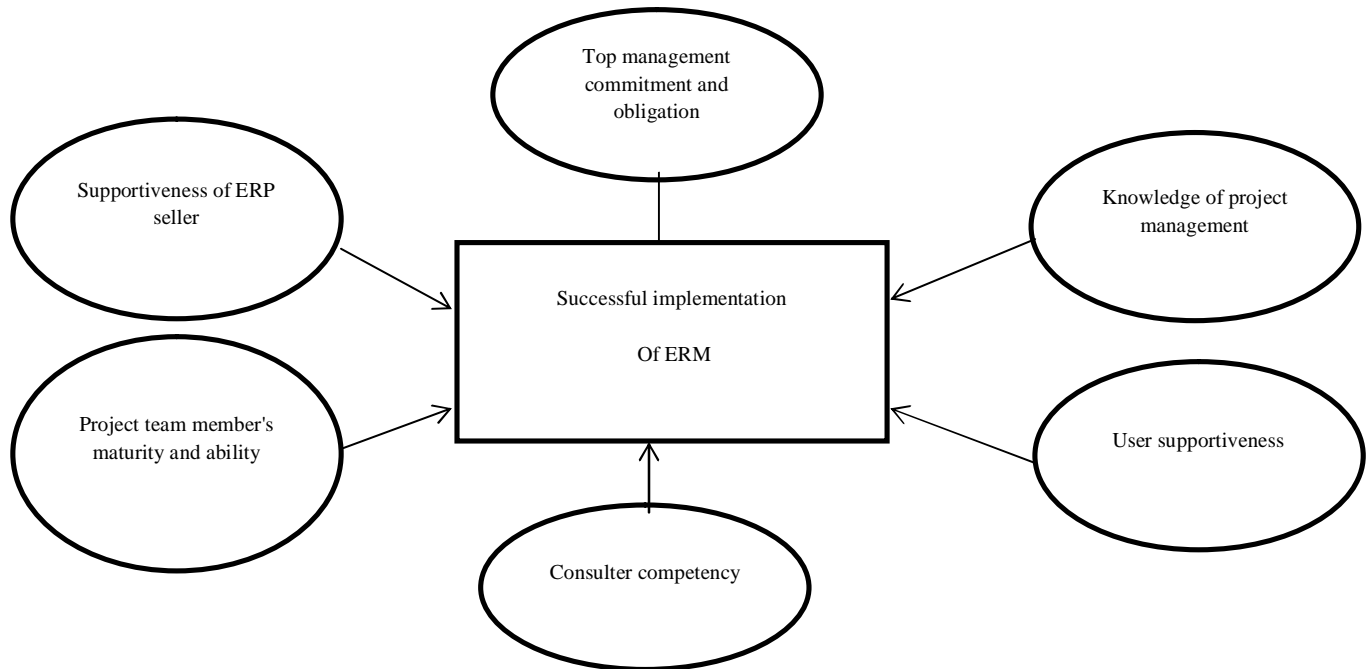 Top management
commitment and
obligation
Supportiveness of ERP
seller
Knowledge of project
management
Successful implementation
Of ERM
Project team member's
maturity and ability
User supportiveness
Consulter competency